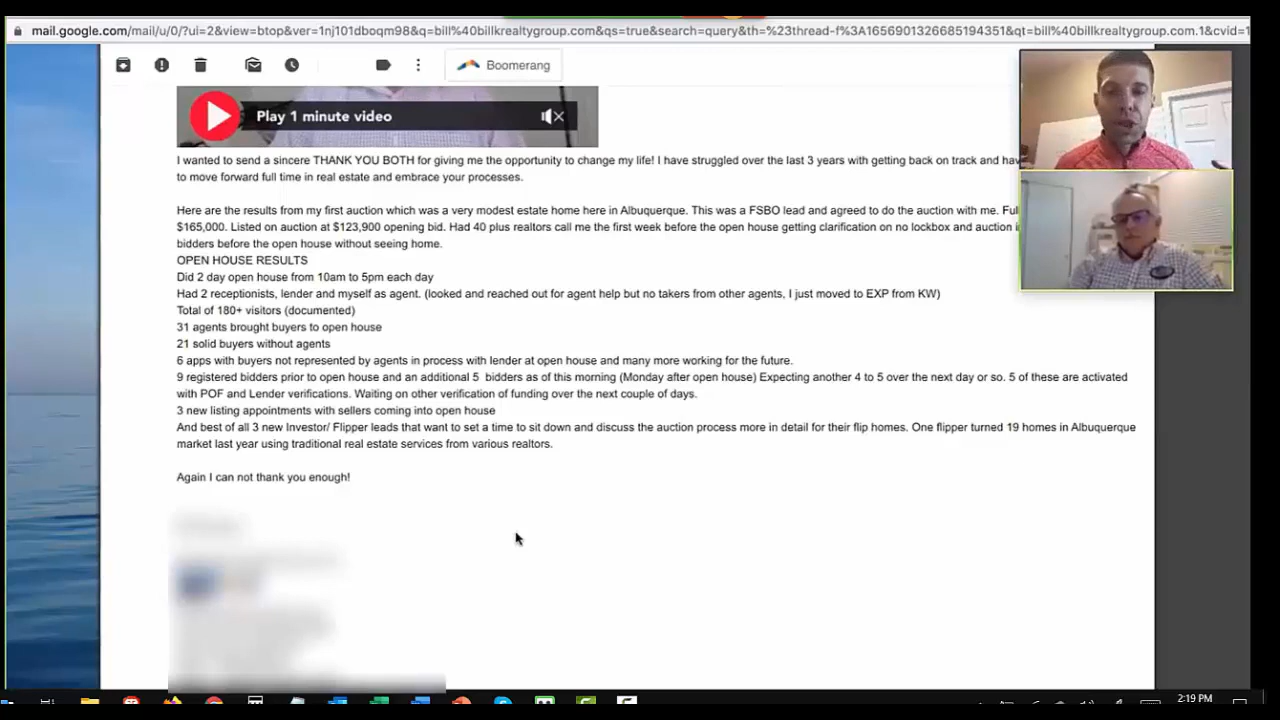 mail.google.com/mail/u/0/?ui=2&view=btop&ver=1nj101dboqm98&q=bill%40billkrealtygroup.com&qs=true&search=query&th=%23thread-f%3A1656901326685194351&qt=bill%40billkrealtygroup.com.1&cvid=1
Boomerang
Play 1 minute video
I wanted to send a sincere THANK YOU BOTH for giving me the opportunity to change my life! I have struggled over the last 3 years with getting back on track and hav
to move forward full time in real estate and embrace your processes.
Here are the results from my first auction which was a very modest estate home here in Albuquerque. This was a FSBO lead and agreed to do the auction with me. Ful
$165,000. Listed on auction at $123,900 opening bid. Had 40 plus realtors call me the first week before the open house getting clarification on no lockbox and auction i
bidders before the open house without seeing home.
OPEN HOUSE RESULTS
Did 2 day open house from 10am to 5pm each day
Had 2 receptionists, lender and myself as agent. (looked and reached out for agent help but no takers from other agents, I just moved to EXP from KW)
Total of 180+ visitors (documented)
31 agents brought buyers to open house
21 solid buyers without agents
6 apps with buyers not represented by agents in process with lender at open house and many more working for the future.
9 registered bidders prior to open house and an additional 5 bidders as of this morning (Monday after open house) Expecting another 4 to 5 over the next day or so. 5 of these are activated
with POF and Lender verifications. Waiting on other verification of funding over the next couple of days.
3 new listing appointments with sellers coming into open house
And best of all 3 new Investor/ Flipper leads that want to set a time to sit down and discuss the auction process more in detail for their flip homes. One flipper turned 19 homes in Albuquerque
market last year using traditional real estate services from various realtors.
Again I can not thank you enough!
2:19 PM